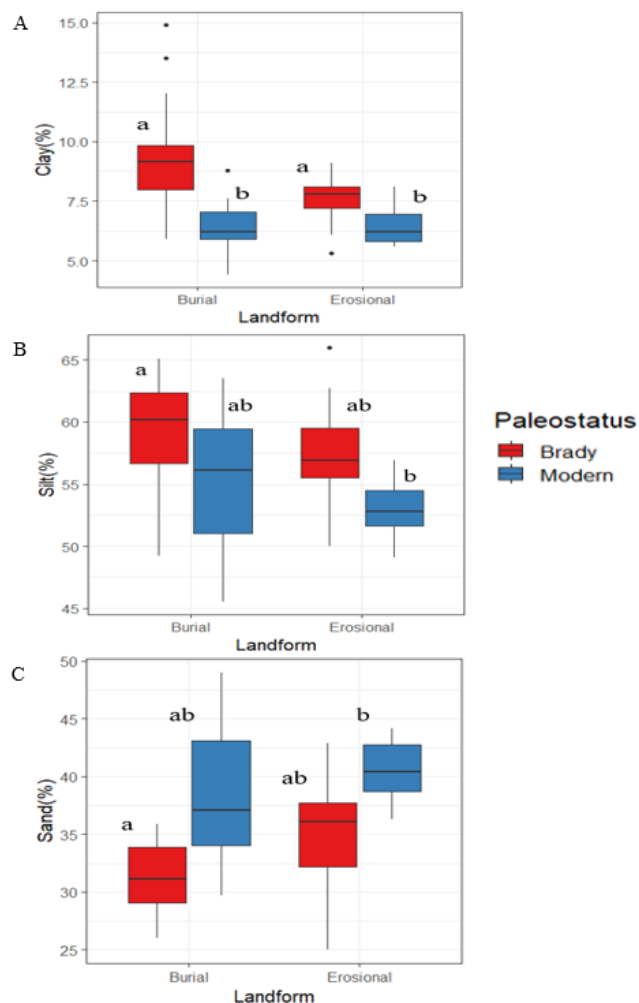 A
15.0
12.5
10.0
7.5
5.0
Clay(%)
a
b
a
b
Burial
Erosional
Landform
B
65
60
55
50
45
Silt(%)
a
ab
ab
b
Burial
Erosional
Landform
Paleostatus
Brady
Modern
C
50
45
40
35
30
25
Sand(%)
a
ab
ab
b
Burial
Erosional
Landform